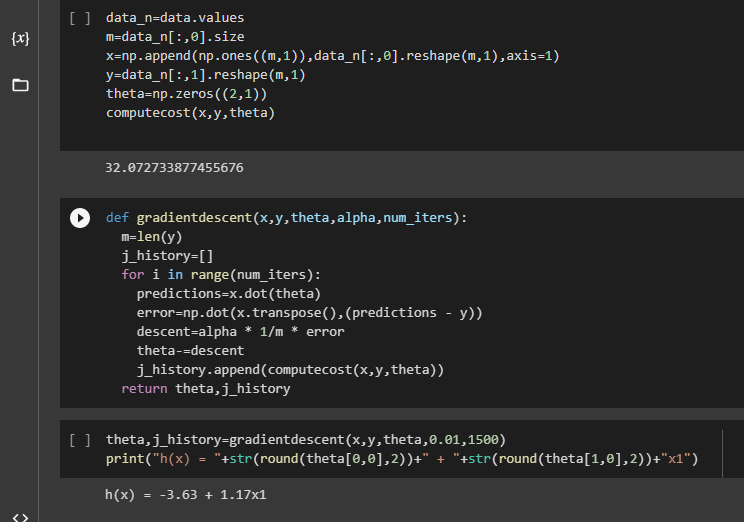 [ ] data_n=data.values
m=data_n[:,0].size
{x}
x=np.append(np.ones((m,1)),data_n[:,0].reshape(m,1),axis=1)
y=data_n[:,1].reshape(m,1)
theta=np.zeros((2,1))
computecost(x,y,theta)
32.072733877455676
def gradientdescent(x,y,theta,alpha,num_iters):
  m=len(y)
  j_history=[]
  for i in range(num_iters):
    predictions=x.dot(theta)
    error=np.dot(x.transpose(),(predictions - y))
    descent=alpha * 1/m * error
    theta-=descent
    j_history.append(computecost(x,y,theta))
  return theta,j_history
[ ] theta,j_history=gradientdescent(x,y,theta,0.01,1500)
print("h(x) = "+str(round(theta[0,0],2))+" + "+str(round(theta[1,0],2))+"x1")
h(x) = -3.63 + 1.17x1
<>